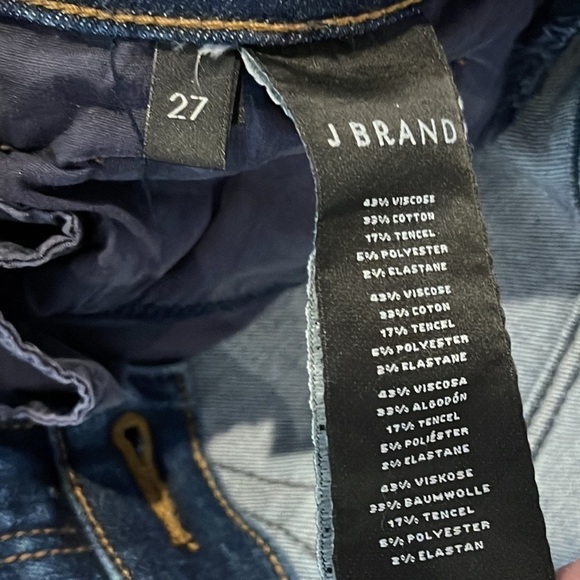 27
J BRAND
43% VISCOSE
33% COTTON
17% TENCEL
5% POLYESTER
2% ELASTANE
43% VISCOSE
33% COTON
17% TENCEL
5% POLYESTER
2% ELASTANE
43% VISCOSA
33% ALGODÓN
17% TENCEL
5% POLIÉSTER
2% ELASTANE
43% VISKOSE
33% BAUMWOLLE
17% TENCEL
5% POLYESTER
2% ELASTAN